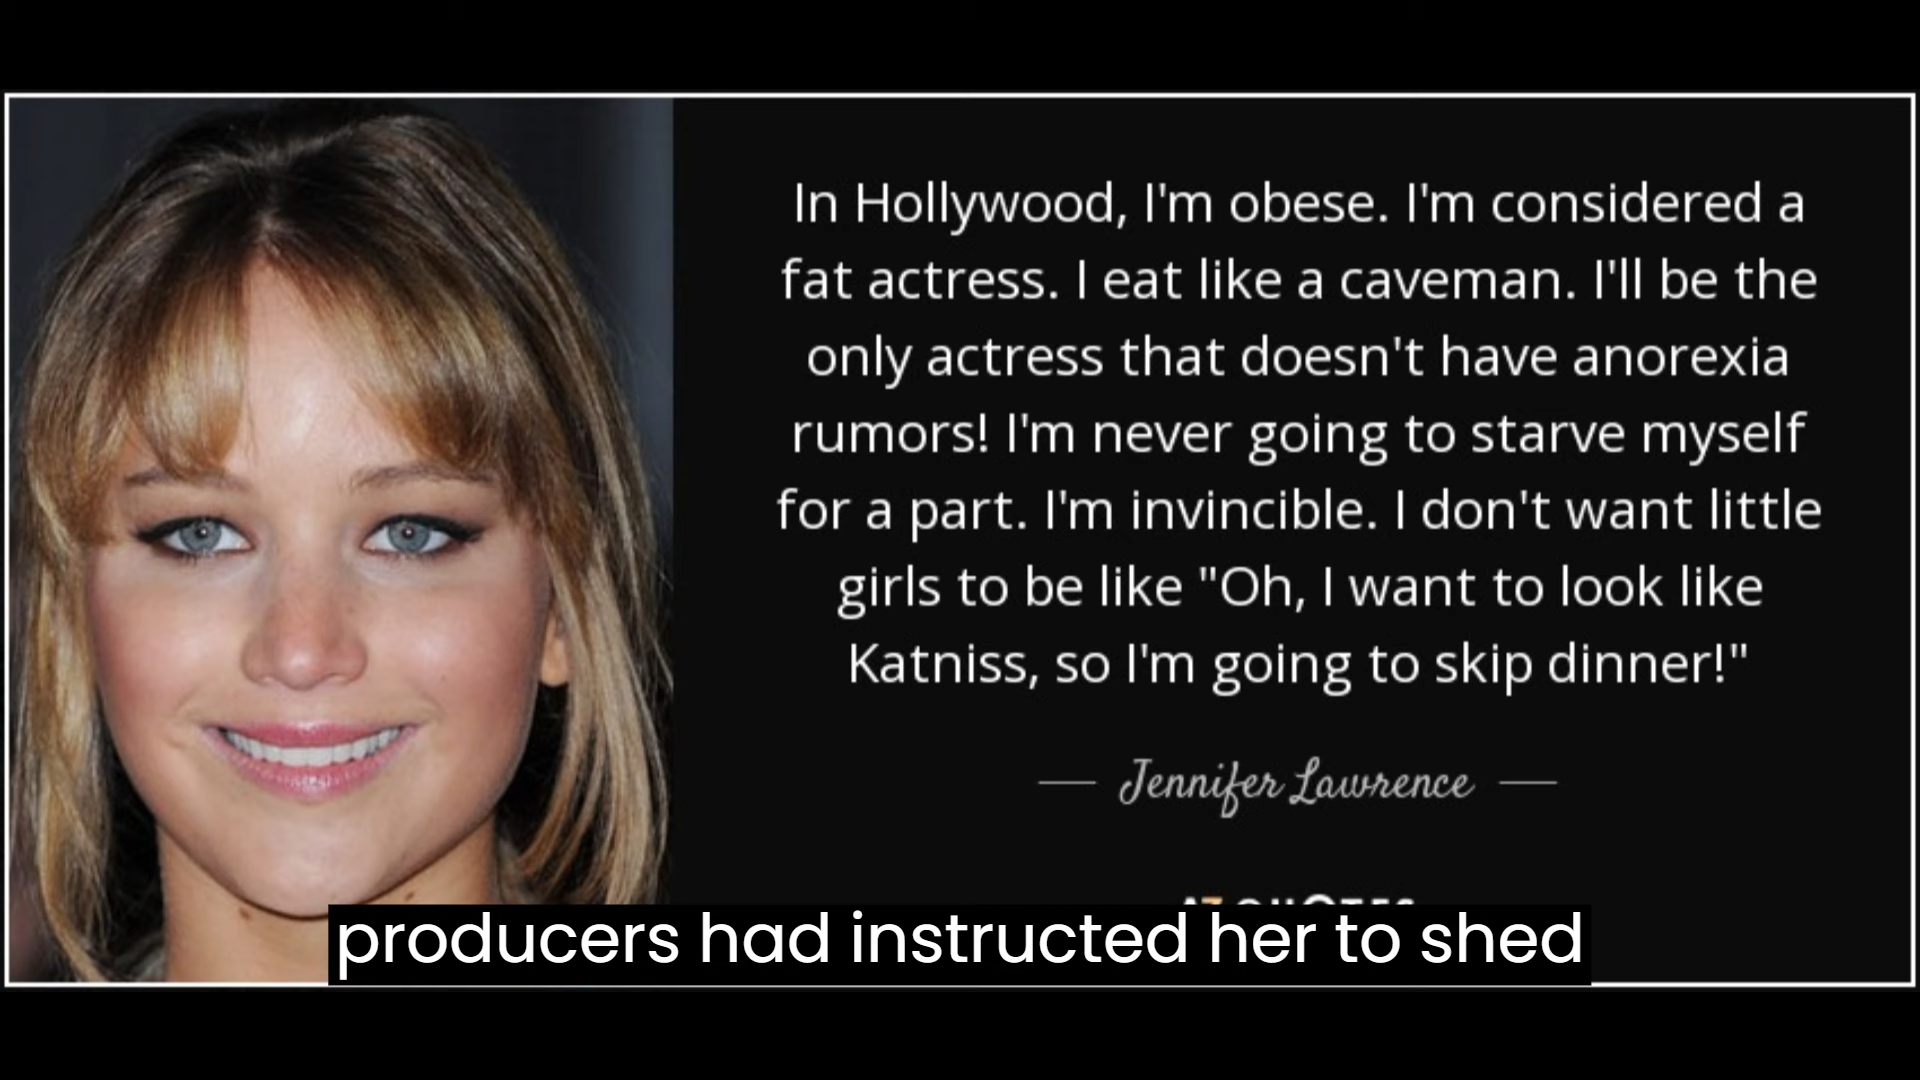 In Hollywood, I'm obese. I'm considered a
fat actress. I eat like a caveman. I'll be the
only actress that doesn't have anorexia
rumors! I'm never going to starve myself
for a part. I'm invincible. I don't want little
girls to be like "Oh, I want to look like
Katniss, so I'm going to skip dinner!"
Jennifer Lawrence
producers had instructed her to shed